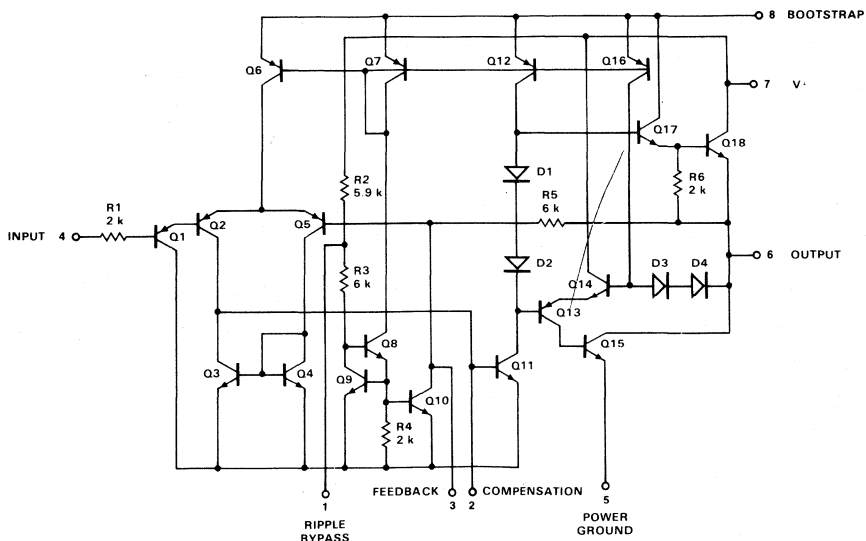 8 BOOTSTRAP
Q6
Q7
Q12
Q16
7 V+
Q17
Q18
D1
R2
5.9 k
R5
6 k
R6
2 k
R1
2 k
INPUT 4
Q1
Q2
Q5
6 OUTPUT
R3
6 k
D2
Q14
D3
D4
Q13
Q8
Q15
Q3
Q4
Q9
Q11
Q10
R4
2 k
FEEDBACK
COMPENSATION
1
3
2
5
RIPPLE
BYPASS
POWER
GROUND